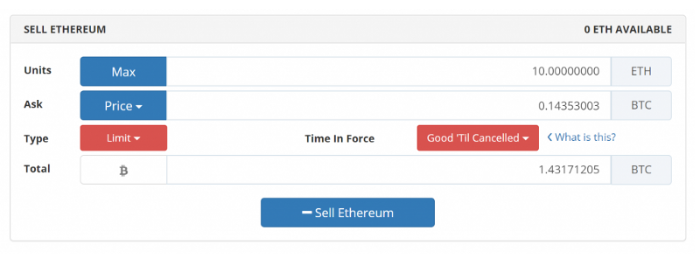 SELL ETHEREUM 0 ETH AVAILABLE
Units Max 10.00000000 ETH
Ask Price 0.14353003 BTC
Type Limit Time In Force Good 'Til Cancelled What is this?
Total 1.43171205 BTC
Sell Ethereum